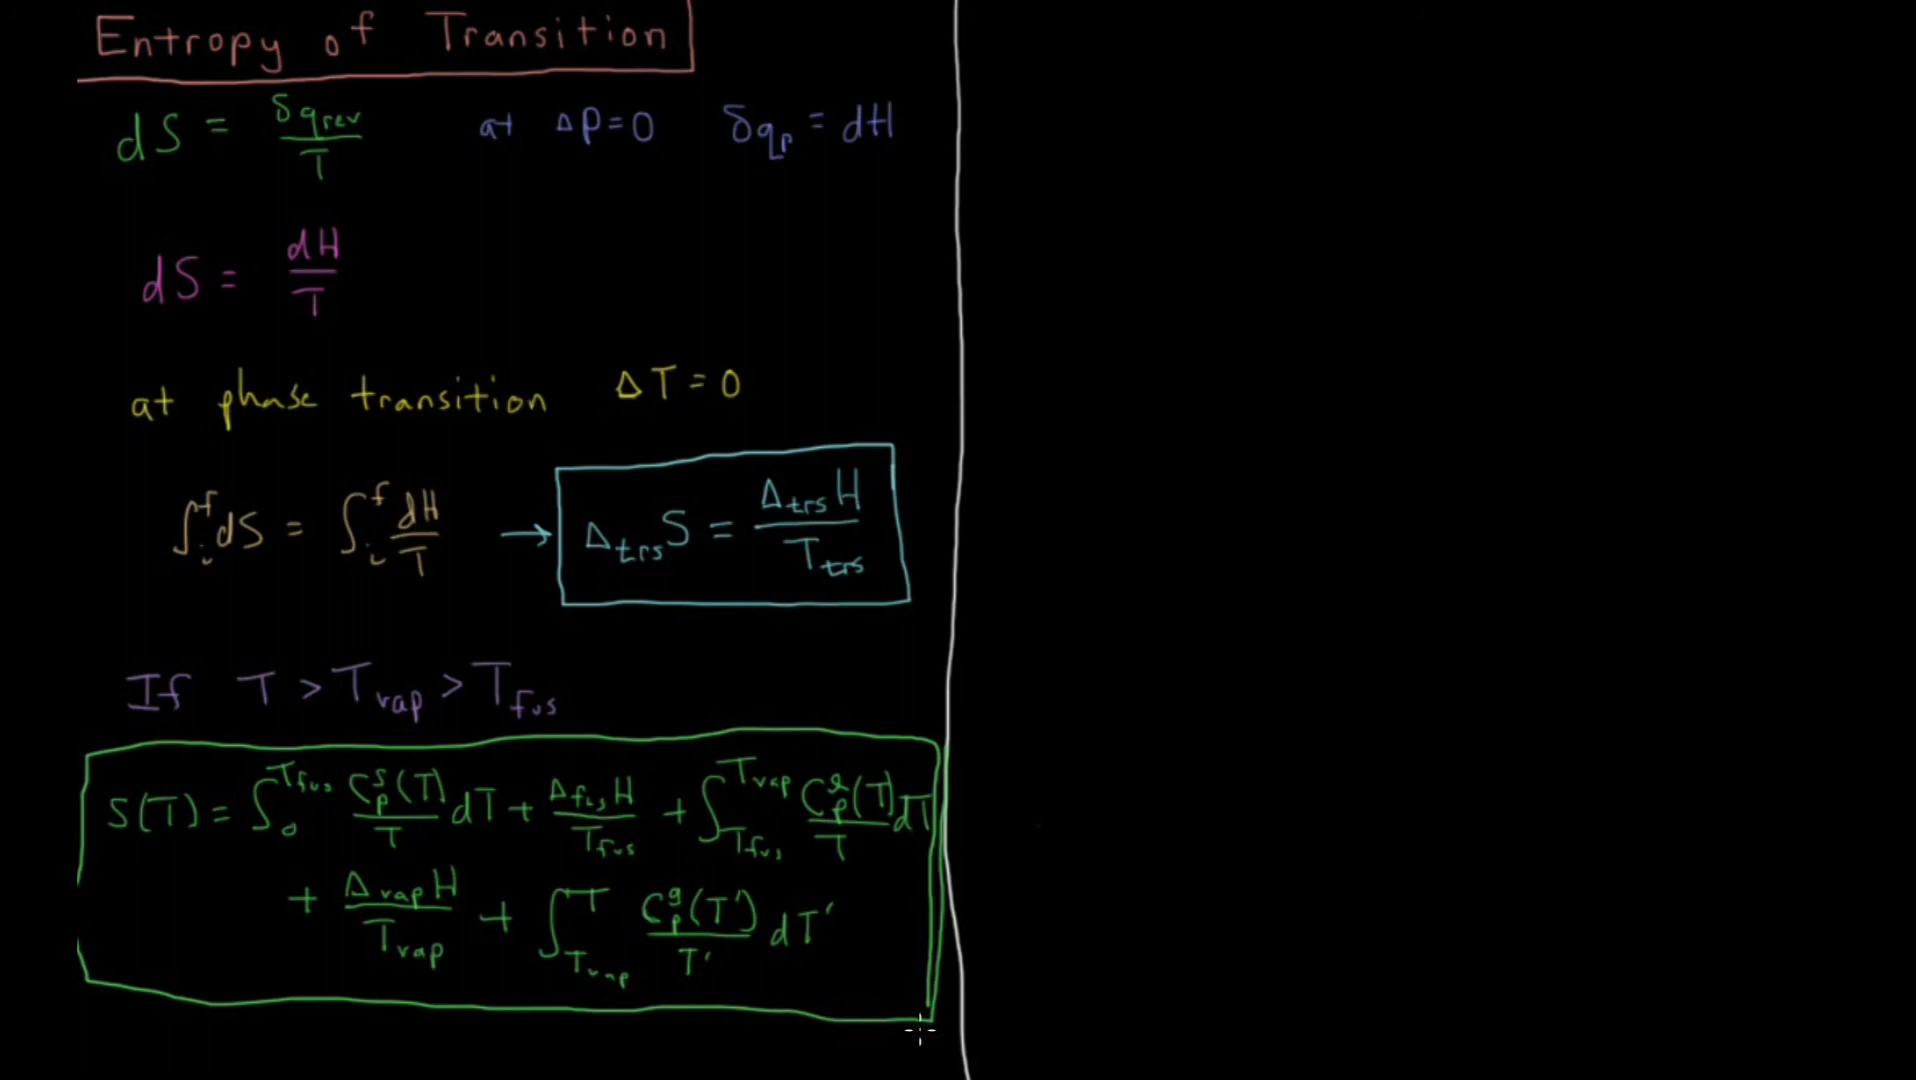 Entropy of Transition
dS = δq_rev / T at ΔP=0 δq_p = dH
dS = dH / T
at phase transition ΔT=0
∫_i^f dS = ∫_i^f dH / T → Δ_trs S = Δ_trs H / T_trs
If T > T_vap > T_fus
S(T) = ∫_0^{T_fus} C_p^s(T) / T dT + Δ_fus H / T_fus + ∫_{T_fus}^{T_vap} C_p^ℓ(T) / T dT
+ Δ_vap H / T_vap + ∫_{T_vap}^T C_p^g(T′) / T′ dT′